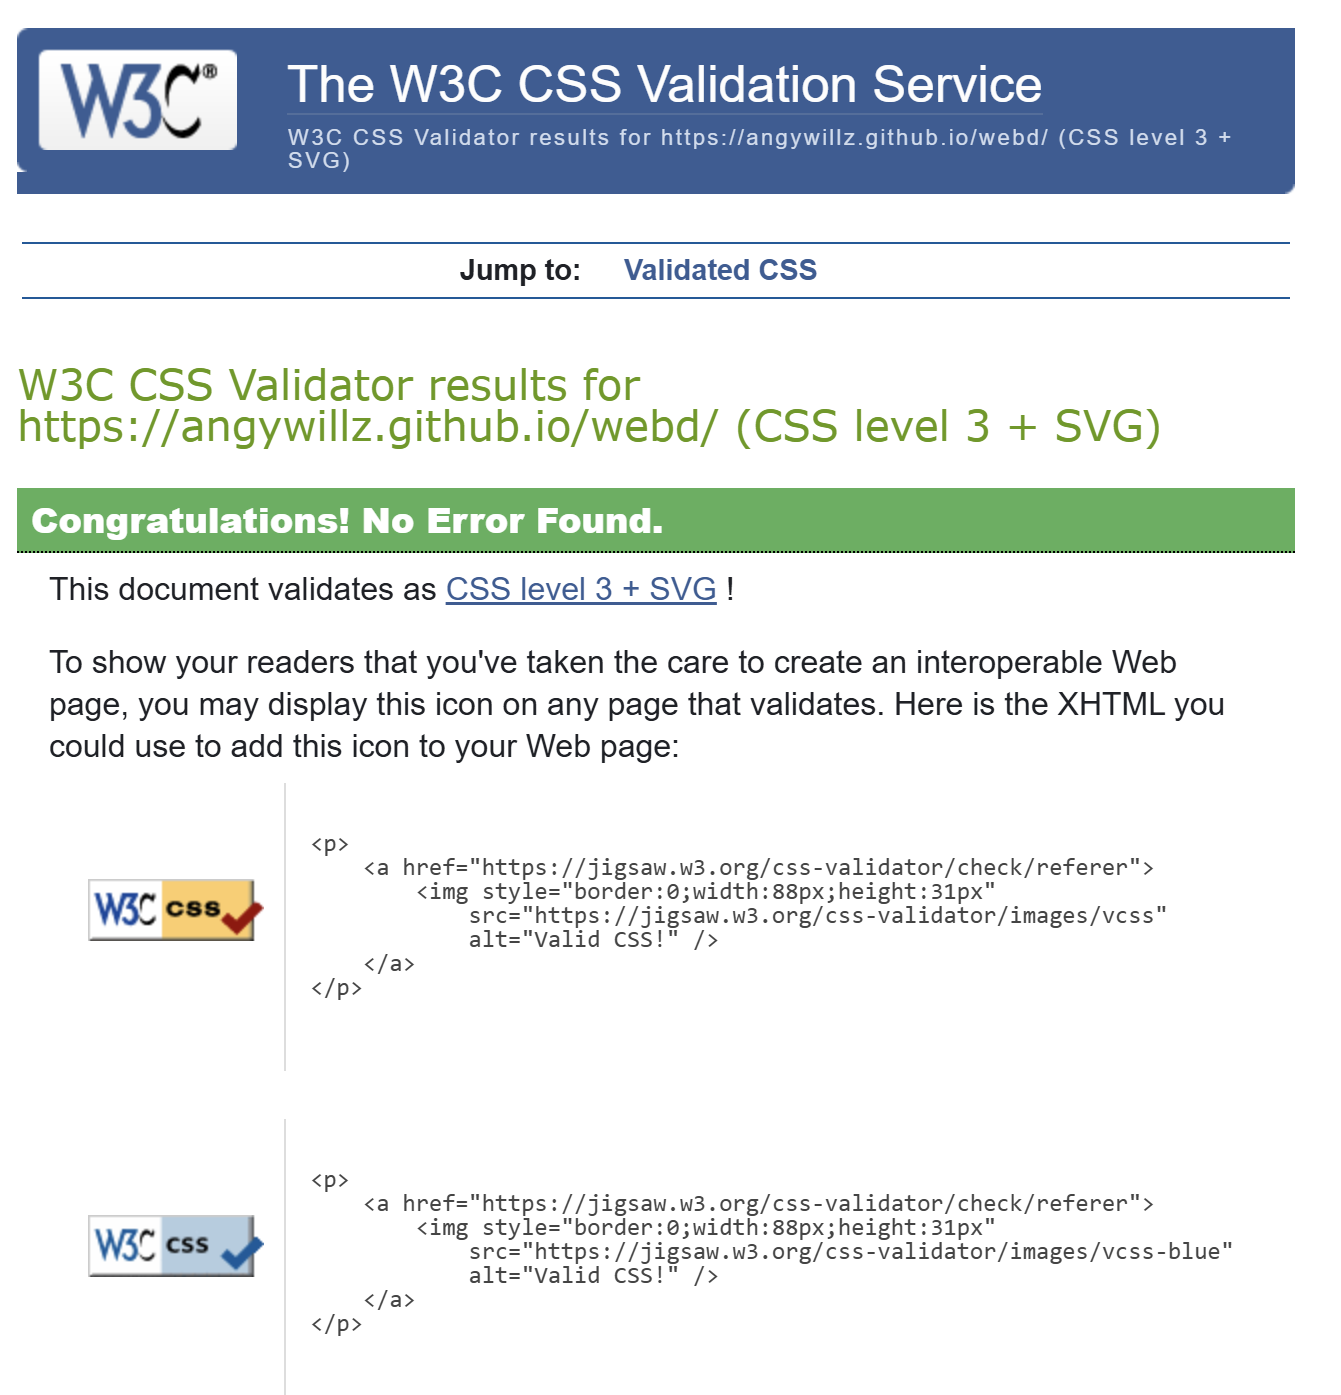 W3C®
The W3C CSS Validation Service
W3C CSS Validator results for https://angywillz.github.io/webd/ (CSS level 3 +
SVG)
Jump to: Validated CSS
W3C CSS Validator results for
https://angywillz.github.io/webd/ (CSS level 3 + SVG)
Congratulations! No Error Found.
This document validates as CSS level 3 + SVG !
To show your readers that you've taken the care to create an interoperable Web
page, you may display this icon on any page that validates. Here is the XHTML you
could use to add this icon to your Web page:
<p>
    <a href="https://jigsaw.w3.org/css-validator/check/referer">
        <img style="border:0;width:88px;height:31px"
            src="https://jigsaw.w3.org/css-validator/images/vcss"
            alt="Valid CSS!" />
    </a>
</p>
W3C css
<p>
    <a href="https://jigsaw.w3.org/css-validator/check/referer">
        <img style="border:0;width:88px;height:31px"
            src="https://jigsaw.w3.org/css-validator/images/vcss-blue"
            alt="Valid CSS!" />
    </a>
</p>
W3C css